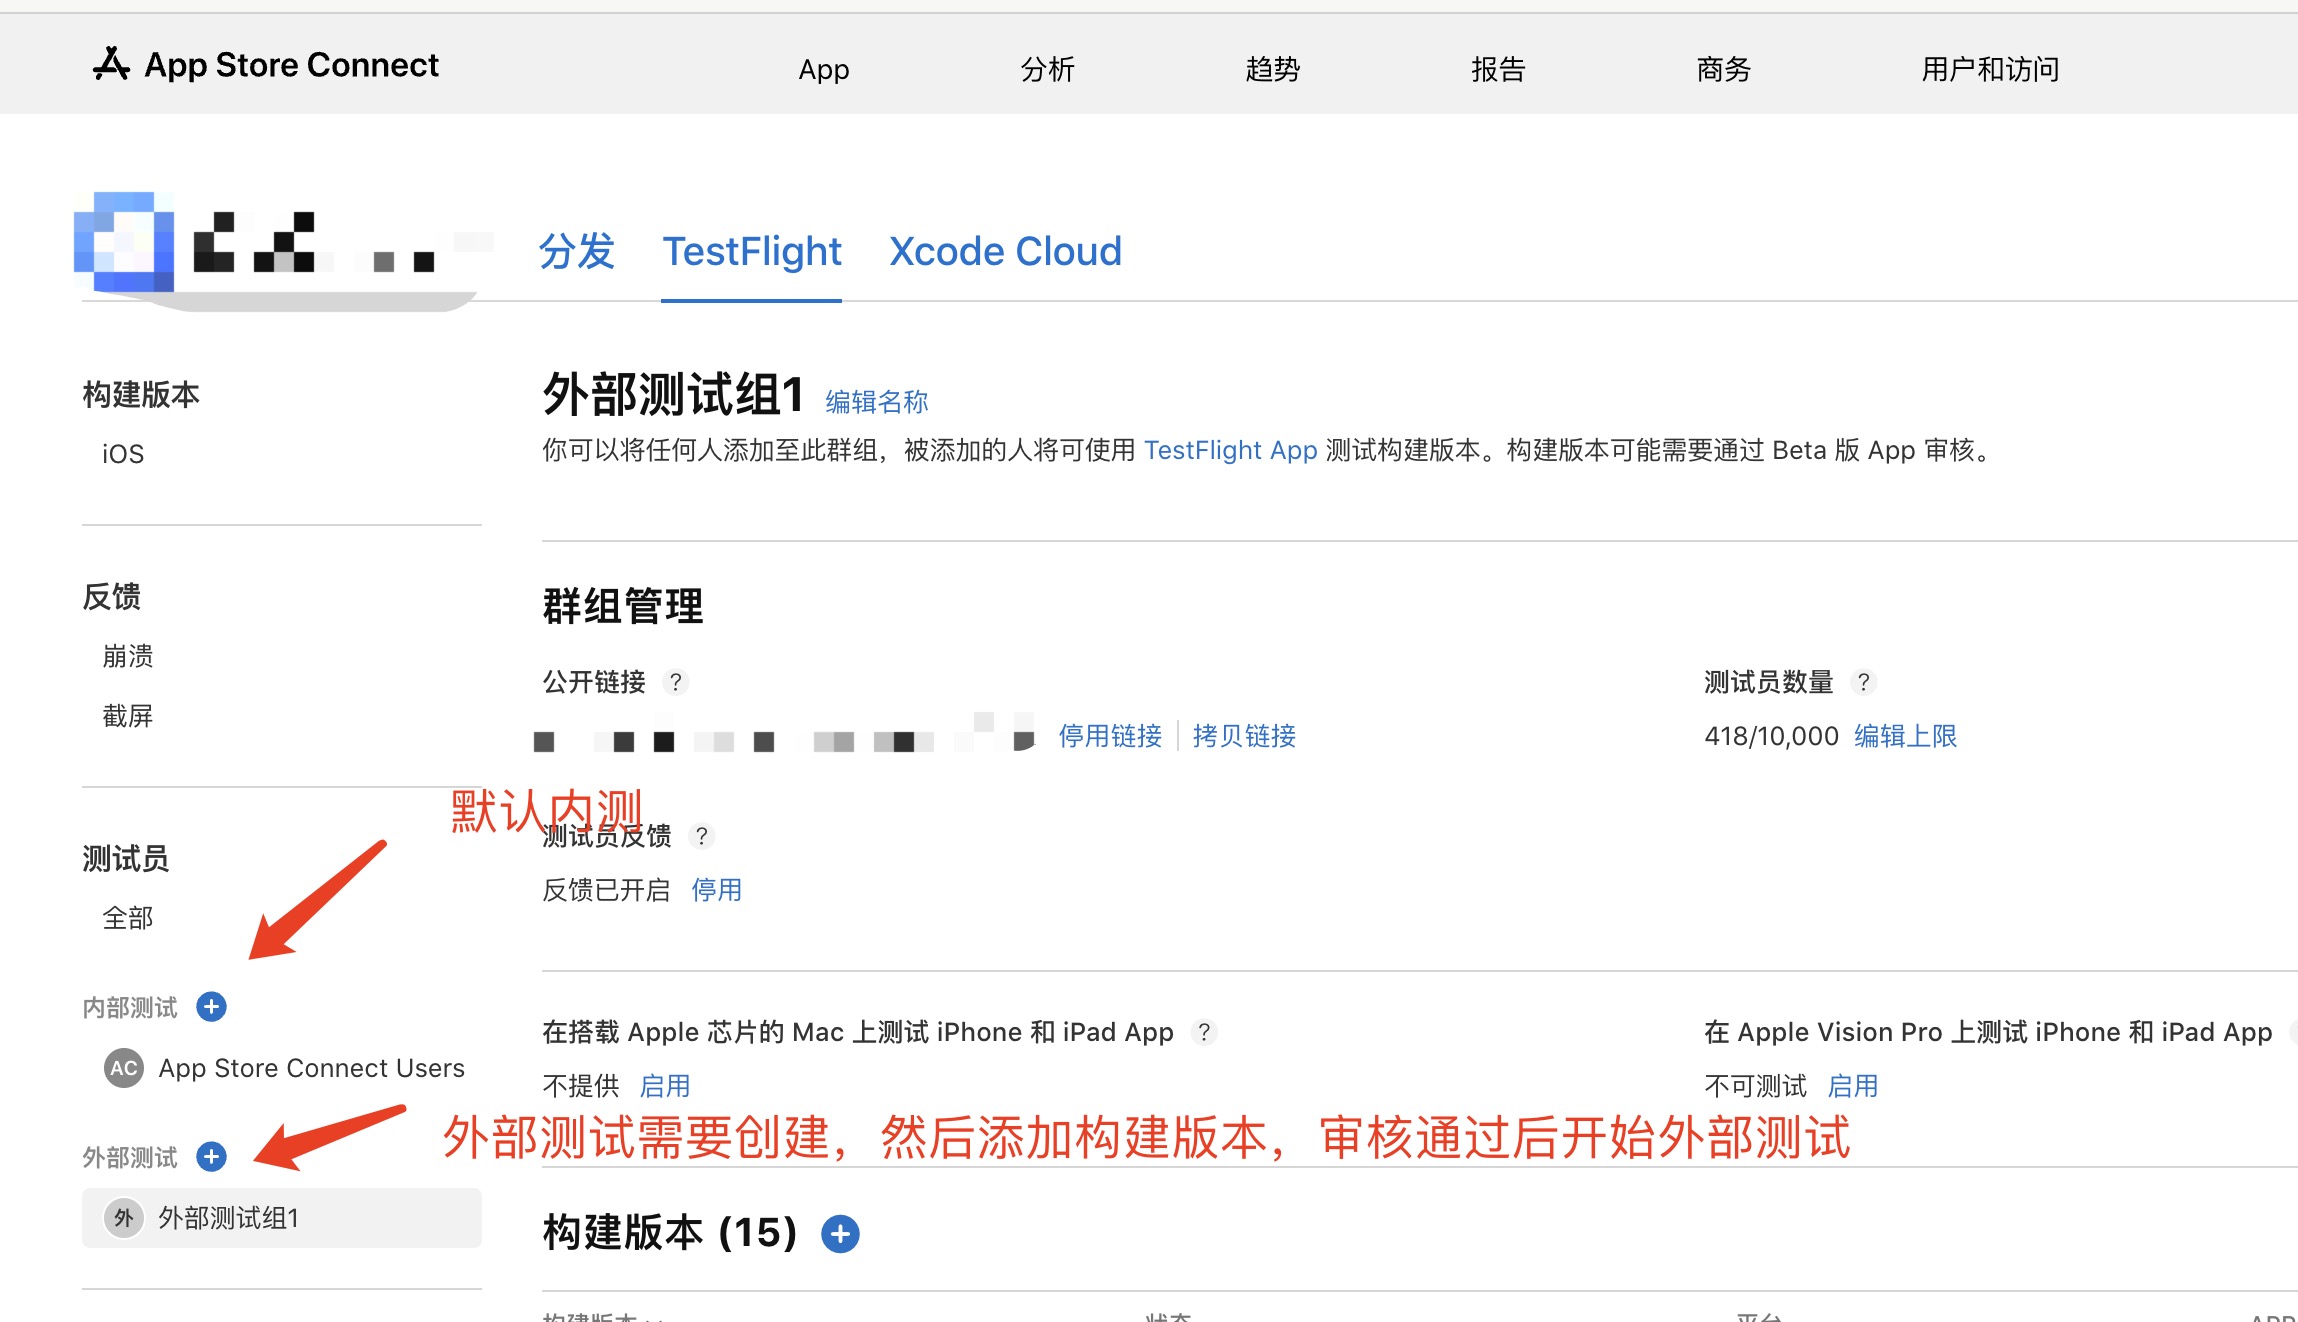 App Store Connect
App
分析
趋势
报告
商务
用户和访问
分发
TestFlight
Xcode Cloud
构建版本
iOS
反馈
崩溃
截屏
测试员
全部
内部测试
AC App Store Connect Users
外部测试
外 外部测试组1
外部测试组1 编辑名称
你可以将任何人添加至此群组，被添加的人将可使用 TestFlight App 测试构建版本。构建版本可能需要通过 Beta 版 App 审核。
群组管理
公开链接 ?
停用链接 拷贝链接
测试员数量 ?
418/10,000 编辑上限
默认内测
测试员反馈 ?
反馈已开启 停用
在搭载 Apple 芯片的 Mac 上测试 iPhone 和 iPad App ?
不提供 启用
在 Apple Vision Pro 上测试 iPhone 和 iPad App
不可测试 启用
外部测试需要创建，然后添加构建版本，审核通过后开始外部测试
构建版本 (15)
构建版本
状态
平台